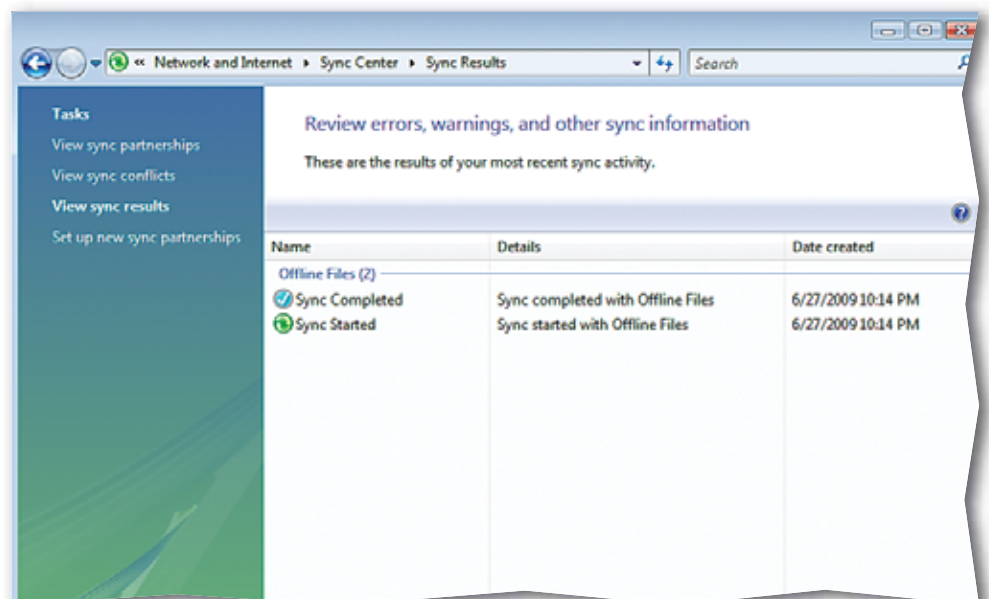 « Network and Internet ▸ Sync Center ▸ Sync Results
Search
Tasks
View sync partnerships
View sync conflicts
View sync results
Set up new sync partnerships
Review errors, warnings, and other sync information
These are the results of your most recent sync activity.
Name Details Date created
Offline Files (2)
Sync Completed Sync completed with Offline Files 6/27/2009 10:14 PM
Sync Started Sync started with Offline Files 6/27/2009 10:14 PM